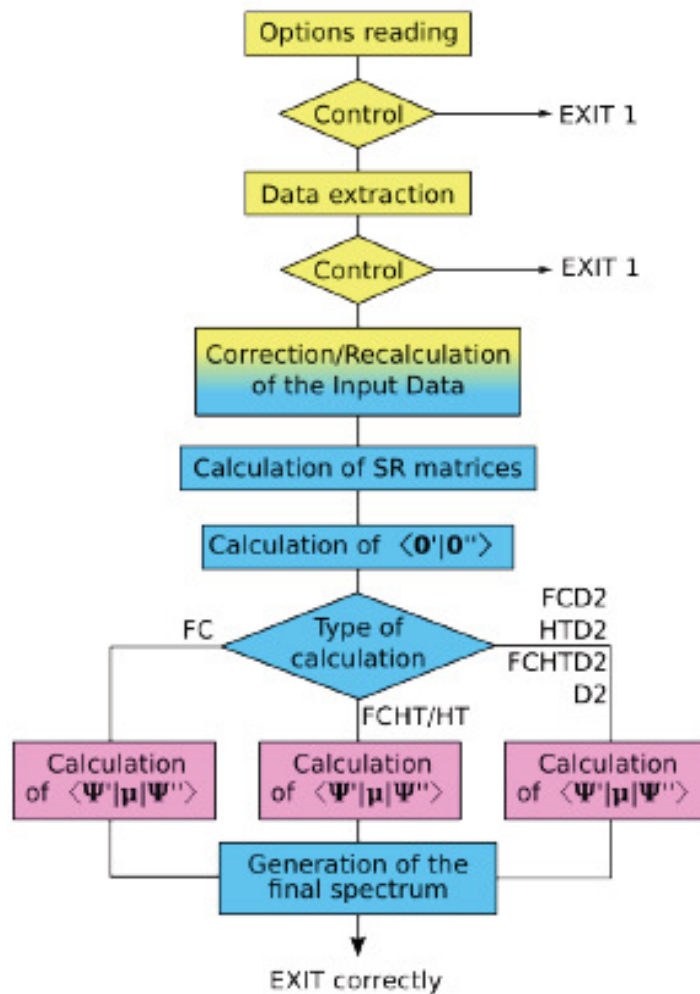 Options reading
Control
EXIT 1
Data extraction
Control
EXIT 1
Correction/Recalculation
of the Input Data
Calculation of SR matrices
Calculation of ⟨0'|0''⟩
FC
Type of
calculation
FCD2
HTD2
FCHTD2
D2
FCHT/HT
Calculation
of ⟨Ψ'|μ|Ψ''⟩
Calculation
of ⟨Ψ'|μ|Ψ''⟩
Calculation
of ⟨Ψ'|μ|Ψ''⟩
Generation of the
final spectrum
EXIT correctly